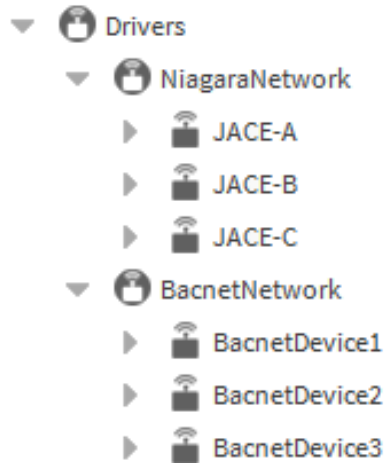 Drivers
NiagaraNetwork
JACE-A
JACE-B
JACE-C
BacnetNetwork
BacnetDevice1
BacnetDevice2
BacnetDevice3